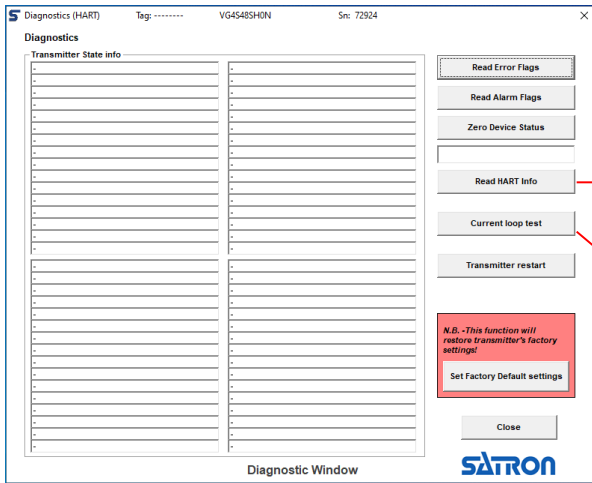 Diagnostics (HART) Tag: -------- VG4S48SH0N Sn: 72924
Diagnostics
Transmitter State info
Read Error Flags
Read Alarm Flags
Zero Device Status
Read HART Info
Current loop test
Transmitter restart
N.B. -This function will
restore transmitter's factory
settings!
Set Factory Default settings
Close
SATRON
Diagnostic Window